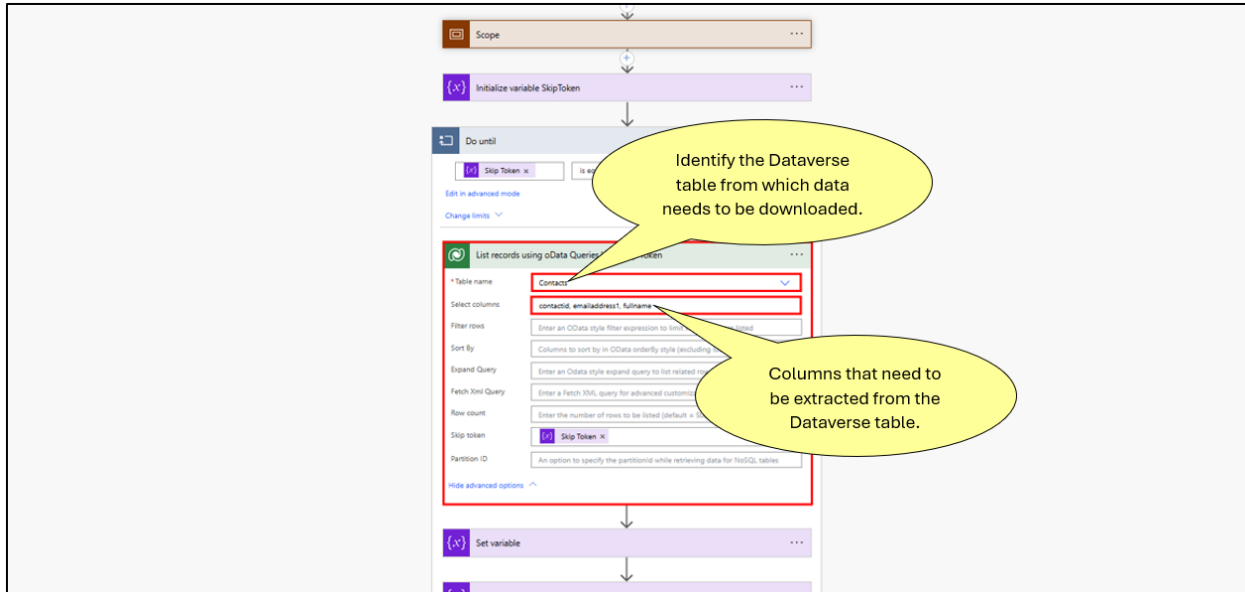 Scope
{x} Initialize variable SkipToken
Do until
{x} Skip Token ×
is eq
Edit in advanced mode
Change limits
Identify the Dataverse
table from which data
needs to be downloaded.
List records using oData Queries Token
* Table name
Contacts
Select columns
contactid, emailaddress1, fullname
Filter rows
Enter an OData style filter expression to limit listed
Sort By
Columns to sort by in OData orderBy style (excluding
Expand Query
Enter an Odata style expand query to list related
Fetch Xml Query
Enter a Fetch XML query for advanced
Row count
Enter the number of rows to be listed (default =
Skip token
{x} Skip Token ×
Partition ID
An option to specify the partitionid while retrieving data for NoSQL tables
Hide advanced options
Columns that need to
be extracted from the
Dataverse table.
{x} Set variable